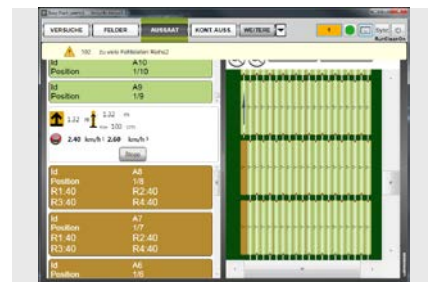 VERSUCHE FELDER AUSSAAT KONT.AUSS. WEITERE
Sync
RunClearOn
102 zu viele Fehlstellen Reihe2
Id A10
Position 1/10
Id A9
Position 1/9
1.32 m 1.32 m
cm
2.40 km/h 2.60 km/h
Stopp
Id A8
Position 1/8
R1:40 R2:40
R3:40 R4:40
Id A7
Position 1/7
R1:40 R2:40
R3:40 R4:40
Id A6
Position 1/6